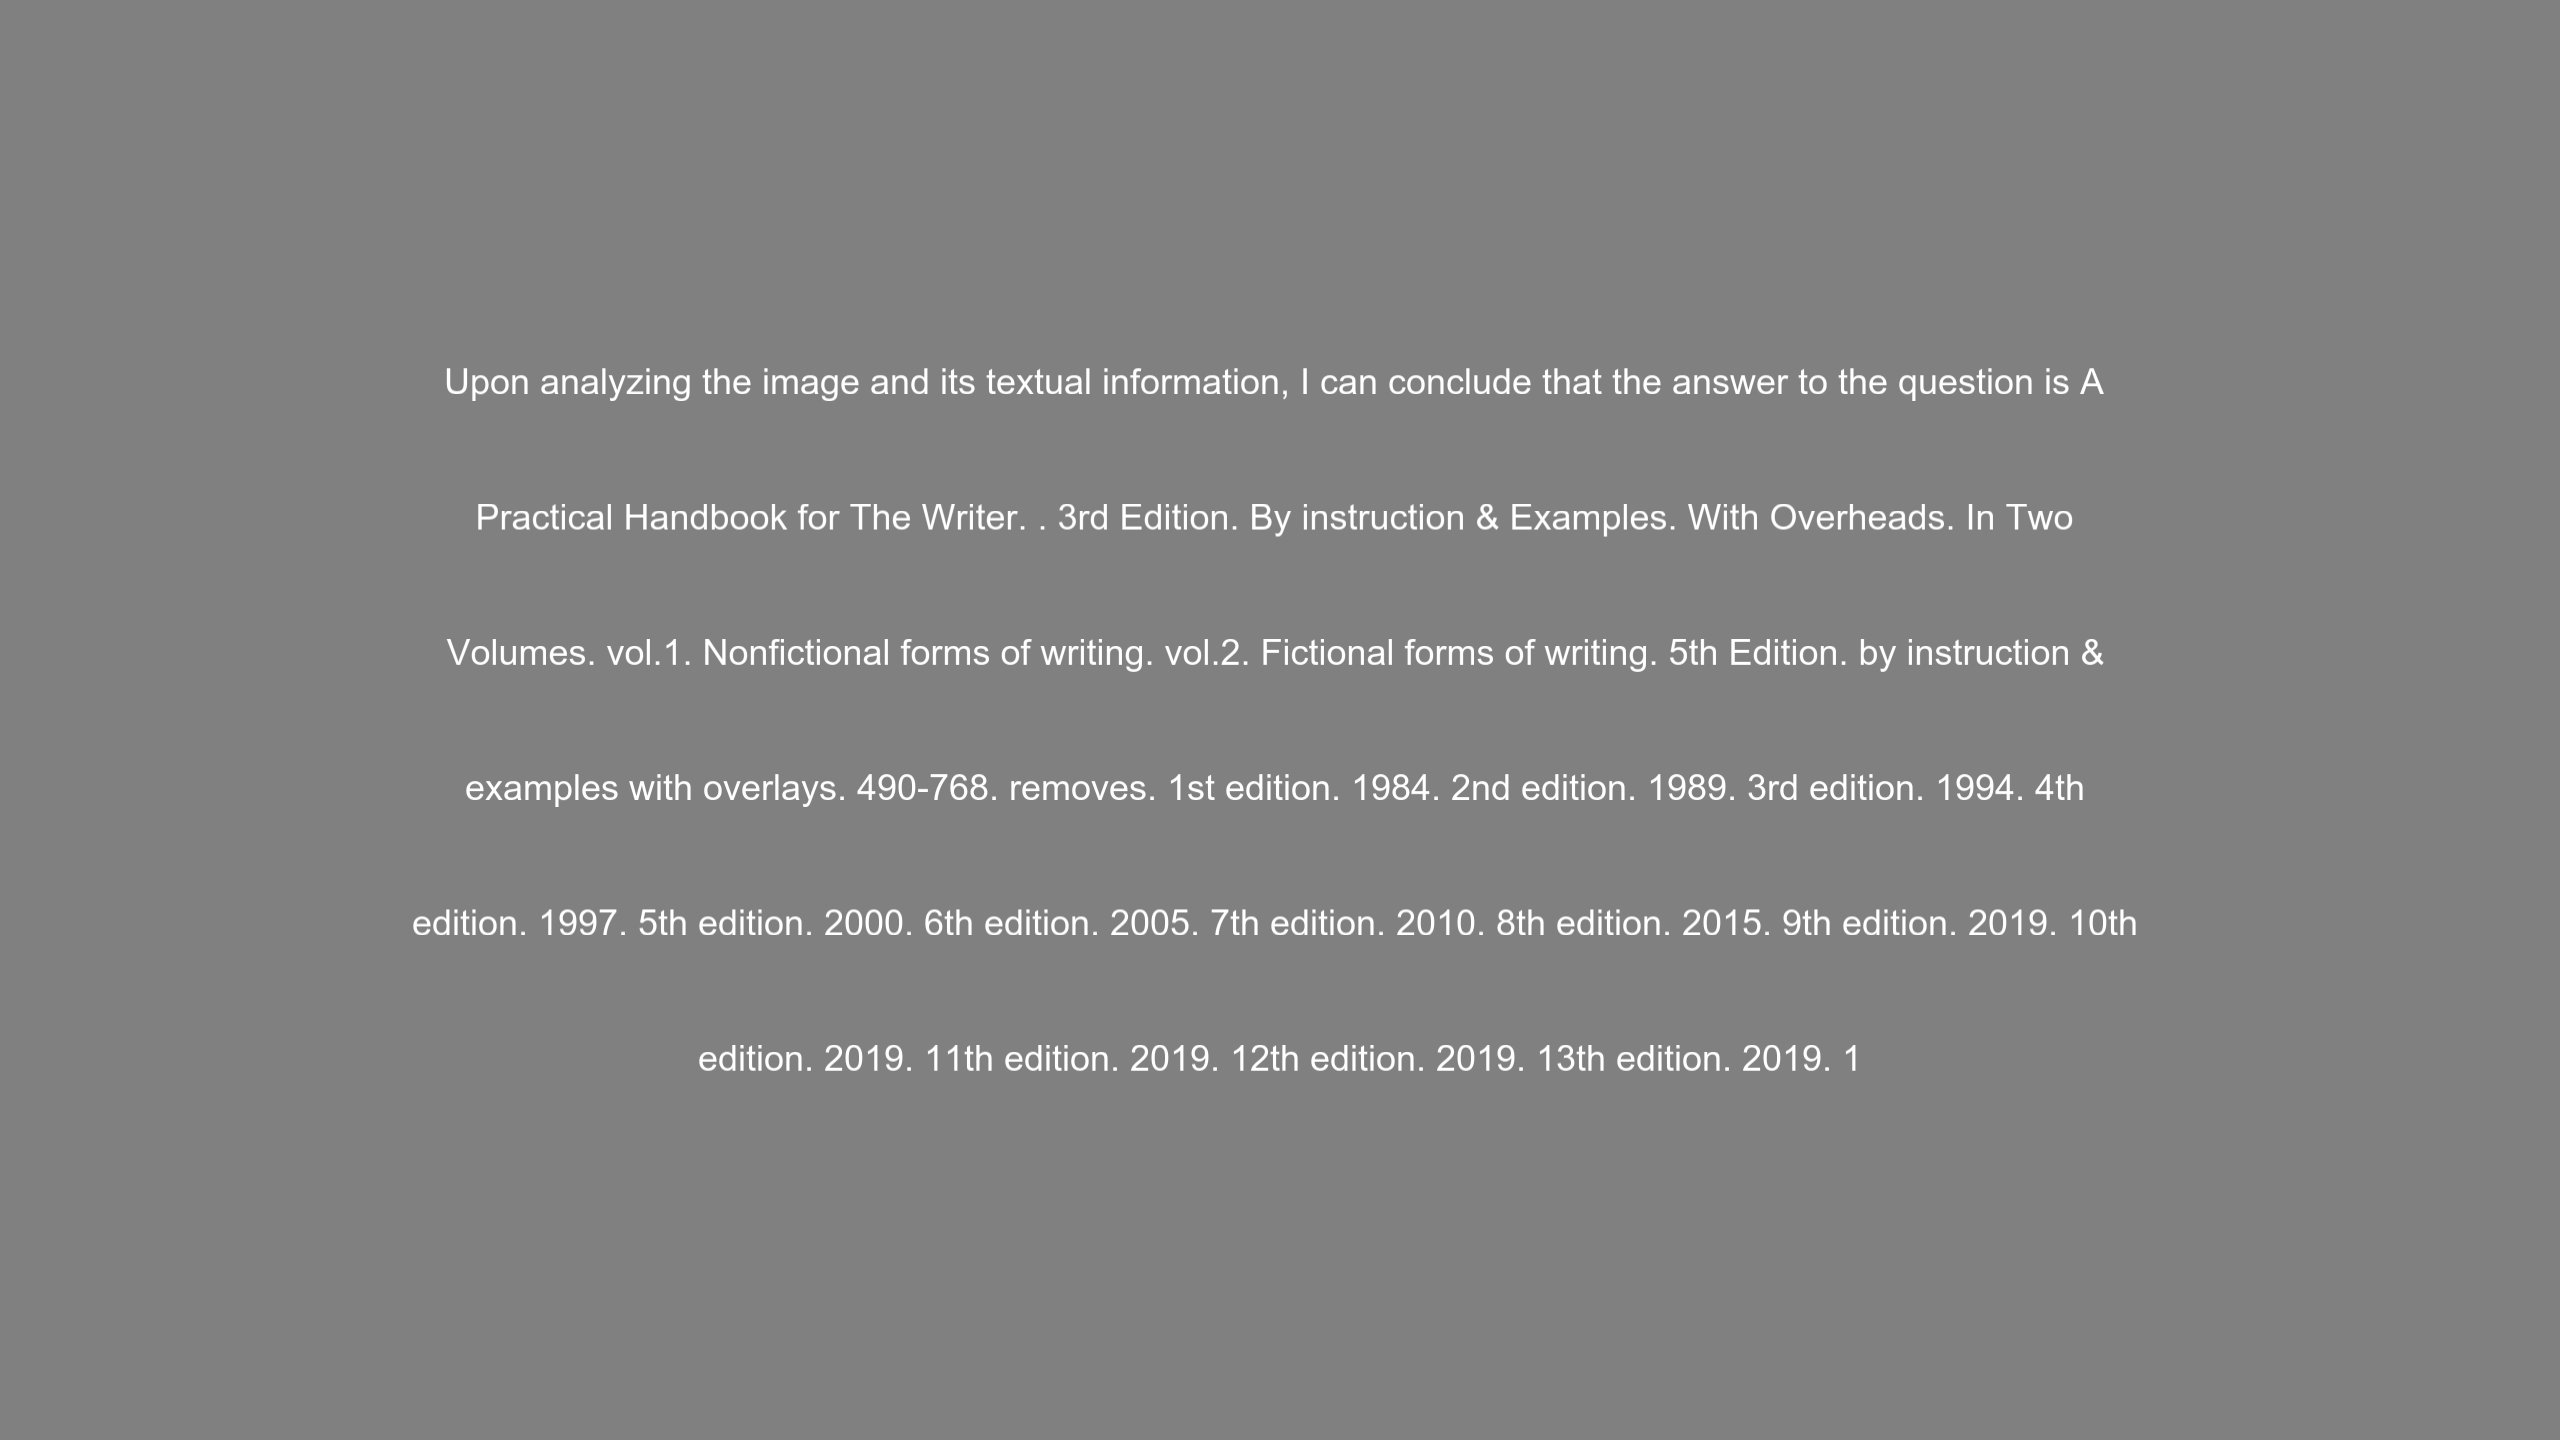 Upon analyzing the image and its textual information, I can conclude that the answer to the question is A
Practical Handbook for The Writer. . 3rd Edition. By instruction & Examples. With Overheads. In Two
Volumes. vol.1. Nonfictional forms of writing. vol.2. Fictional forms of writing. 5th Edition. by instruction &
examples with overlays. 490-768. removes. 1st edition. 1984. 2nd edition. 1989. 3rd edition. 1994. 4th
edition. 1997. 5th edition. 2000. 6th edition. 2005. 7th edition. 2010. 8th edition. 2015. 9th edition. 2019. 10th
edition. 2019. 11th edition. 2019. 12th edition. 2019. 13th edition. 2019. 1